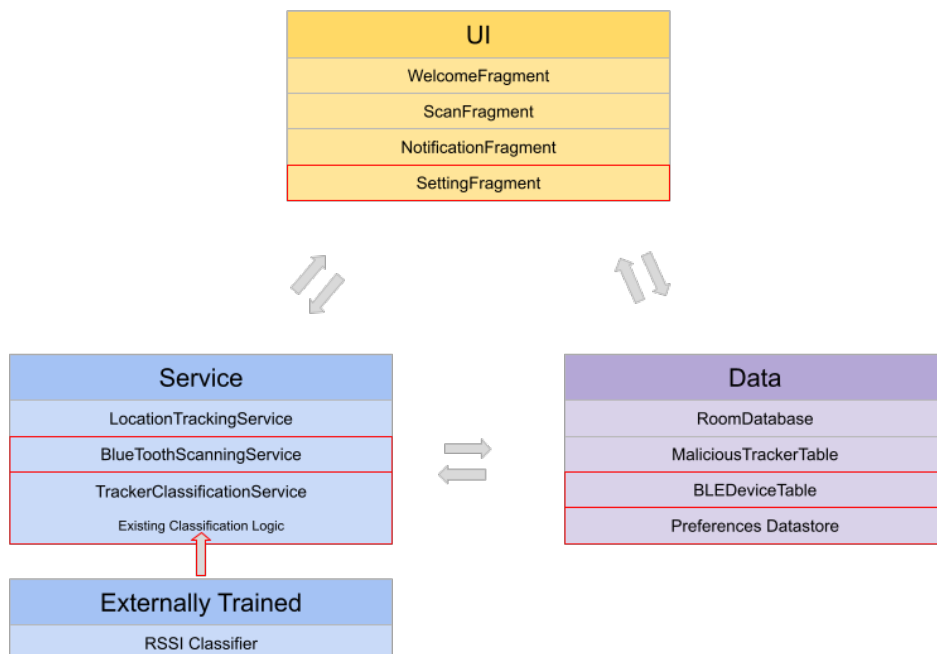 UI
WelcomeFragment
ScanFragment
NotificationFragment
SettingFragment
Service
LocationTrackingService
BlueToothScanningService
TrackerClassificationService
Existing Classification Logic
Data
RoomDatabase
MaliciousTrackerTable
BLEDeviceTable
Preferences Datastore
Externally Trained
RSSI Classifier